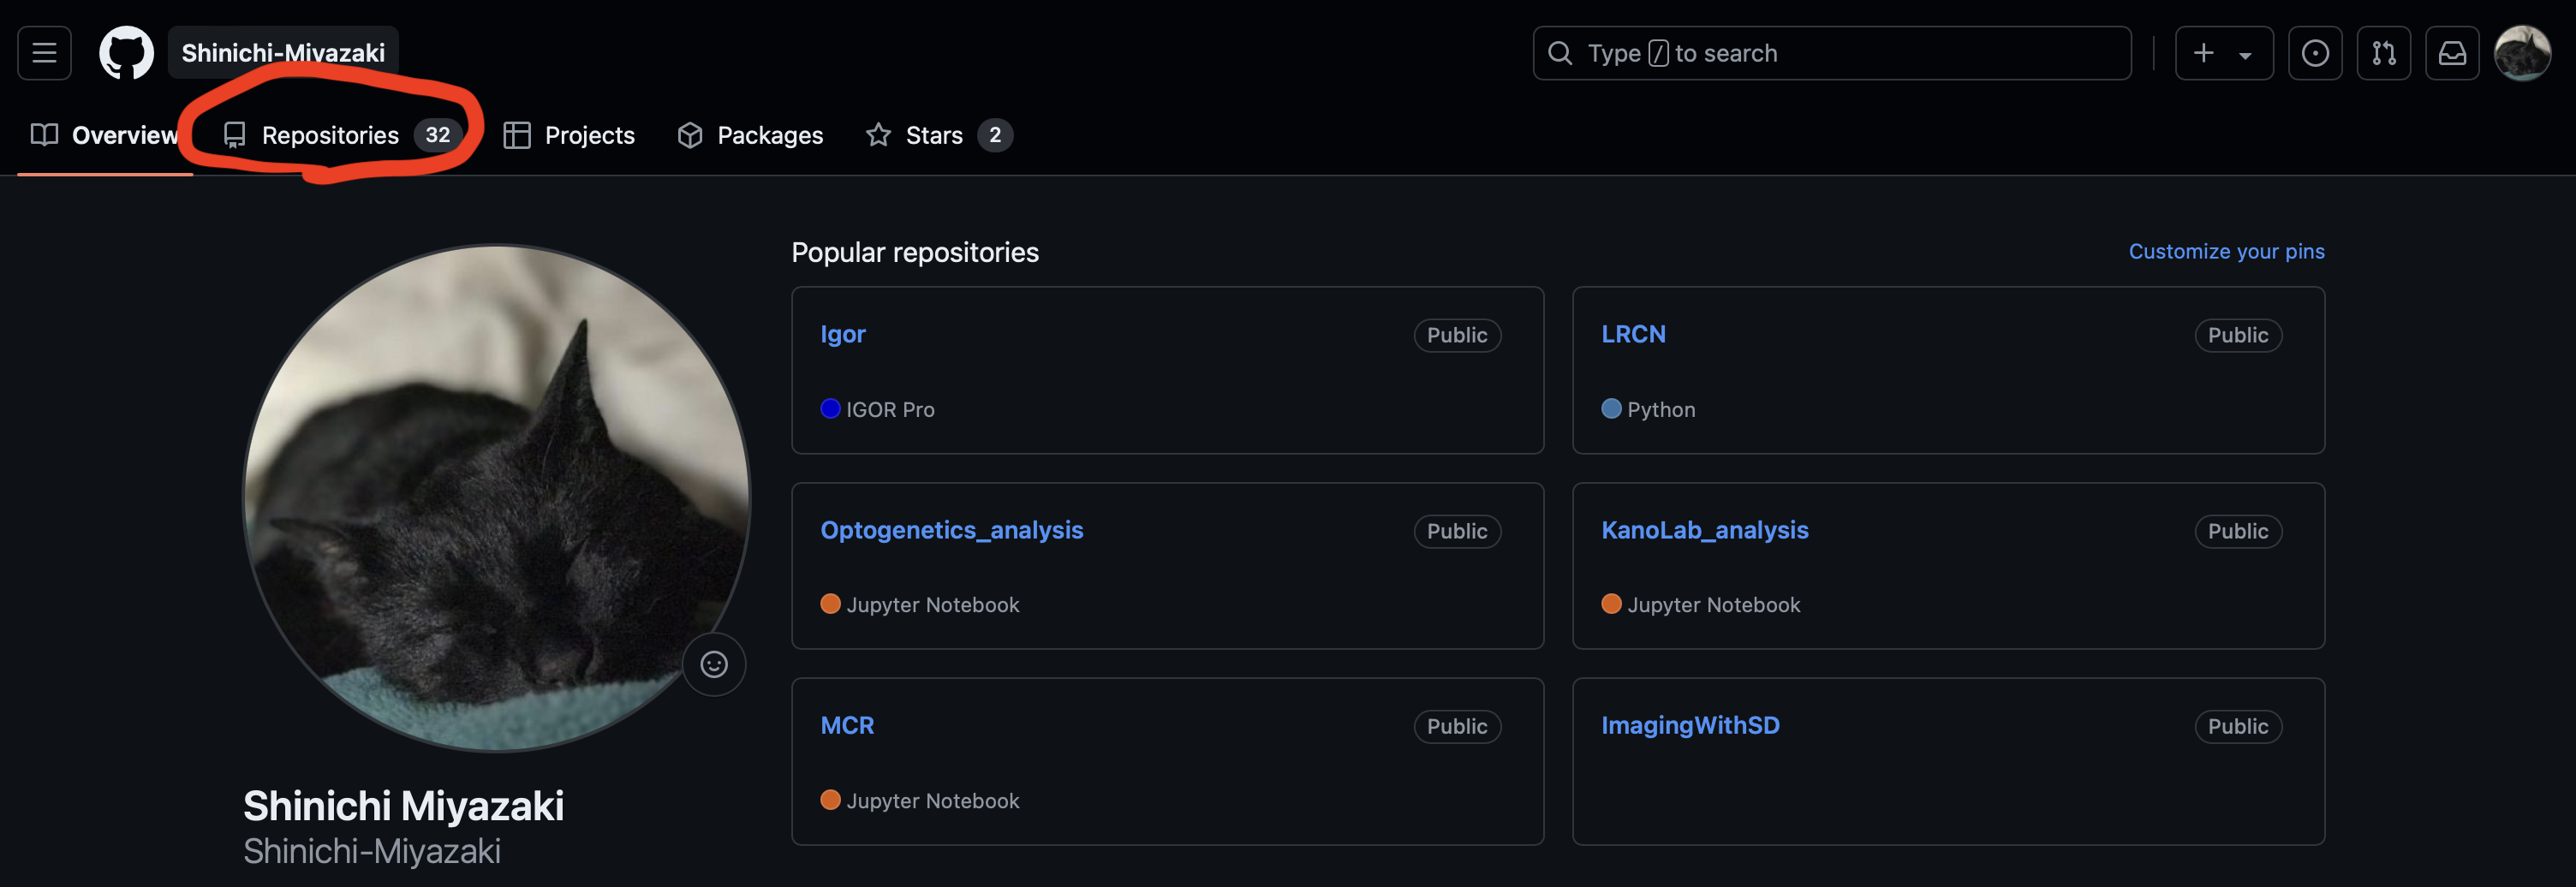 Shinichi-Miyazaki
Type / to search
Overview Repositories 32 Projects Packages Stars 2
Popular repositories
Customize your pins
Igor Public
IGOR Pro
LRCN Public
Python
Optogenetics_analysis Public
Jupyter Notebook
KanoLab_analysis Public
Jupyter Notebook
MCR Public
Jupyter Notebook
ImagingWithSD Public
Shinichi Miyazaki
Shinichi-Miyazaki